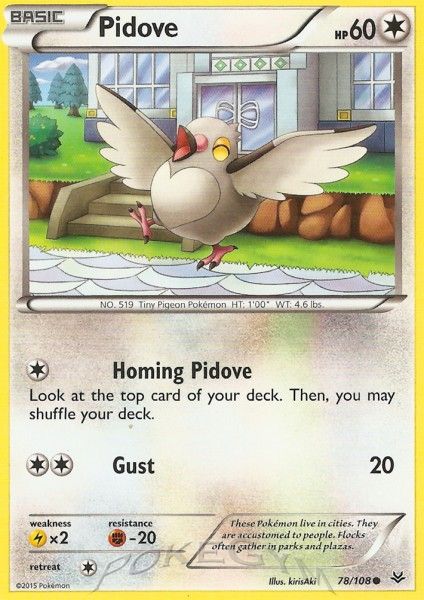 BASIC
Pidove
HP60
NO. 519 Tiny Pigeon Pokémon HT: 1'00" WT: 4.6 lbs.
Homing Pidove
Look at the top card of your deck. Then, you may
shuffle your deck.
Gust 20
weakness resistance
×2 -20
retreat
These Pokémon live in cities. They
are accustomed to people. Flocks
often gather in parks and plazas.
©2015 Pokémon
Illus. kirisAki 78/108
POKEGYM